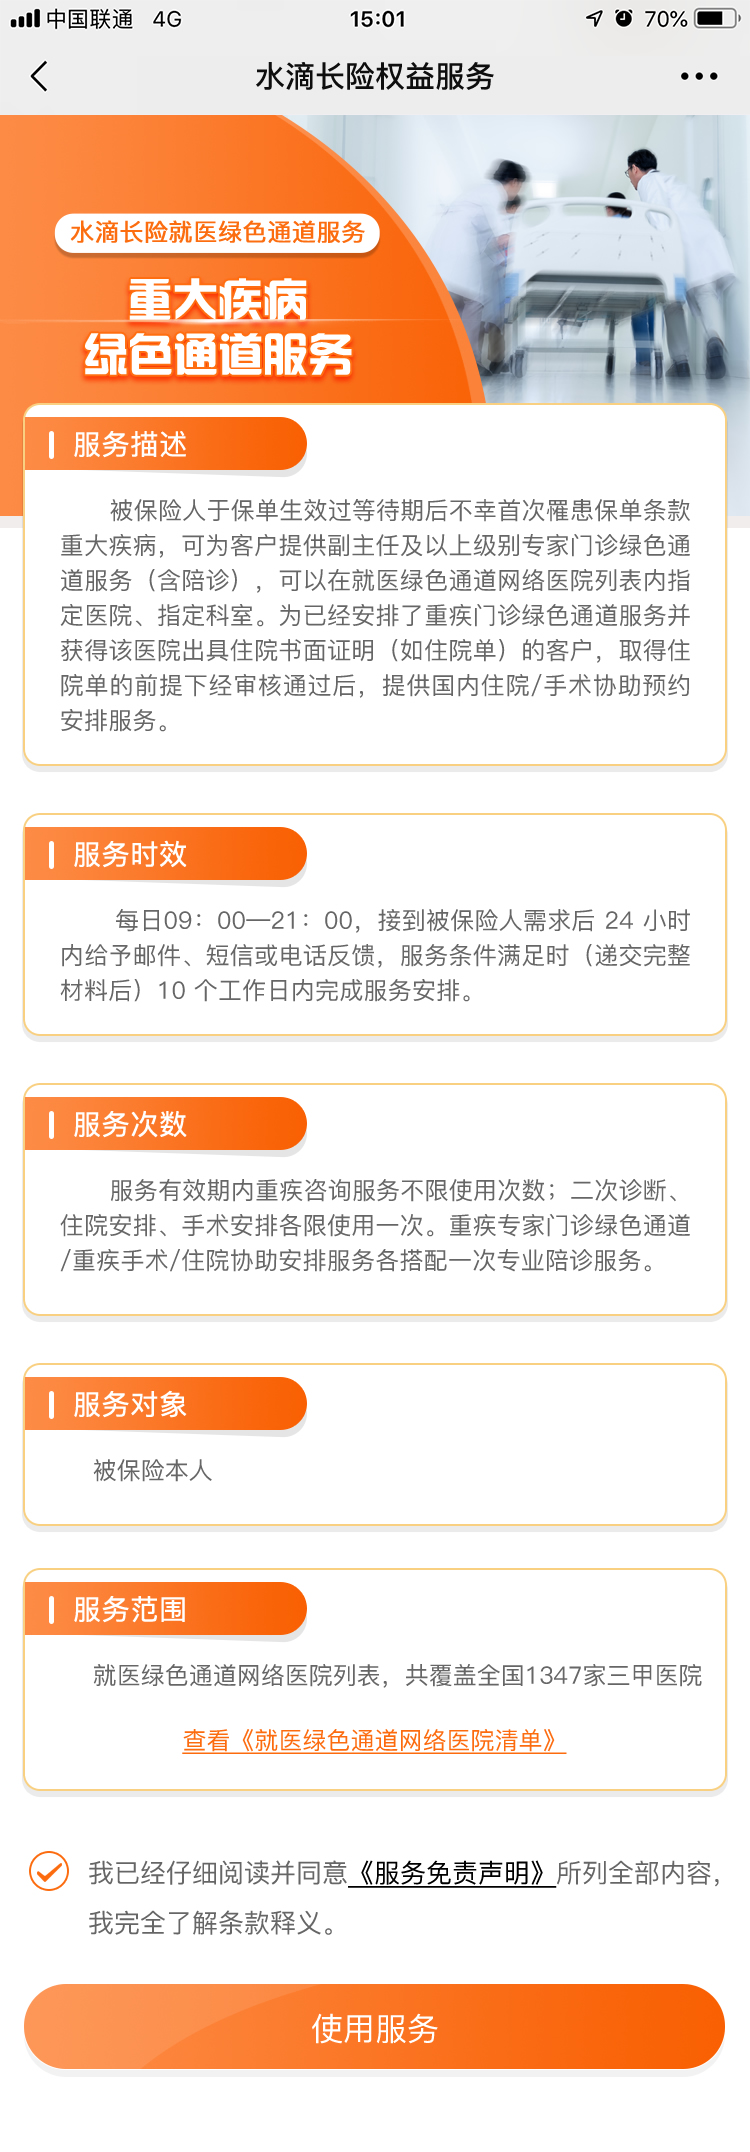 中国联通 4G 15:01 70%
水滴长险权益服务
水滴长险就医绿色通道服务
重大疾病
绿色通道服务
服务描述
被保险人于保单生效过等待期后不幸首次罹患保单条款
重大疾病，可为客户提供副主任及以上级别专家门诊绿色通
道服务（含陪诊），可以在就医绿色通道网络医院列表内指
定医院、指定科室。为已经安排了重疾门诊绿色通道服务并
获得该医院出具住院书面证明（如住院单）的客户，取得住
院单的前提下经审核通过后，提供国内住院/手术协助预约
安排服务。
服务时效
每日09：00—21：00，接到被保险人需求后 24 小时
内给予邮件、短信或电话反馈，服务条件满足时（递交完整
材料后）10 个工作日内完成服务安排。
服务次数
服务有效期内重疾咨询服务不限使用次数；二次诊断、
住院安排、手术安排各限使用一次。重疾专家门诊绿色通道
/重疾手术/住院协助安排服务各搭配一次专业陪诊服务。
服务对象
被保险本人
服务范围
就医绿色通道网络医院列表，共覆盖全国1347家三甲医院
查看《就医绿色通道网络医院清单》
我已经仔细阅读并同意《服务免责声明》所列全部内容，
我完全了解条款释义。
使用服务